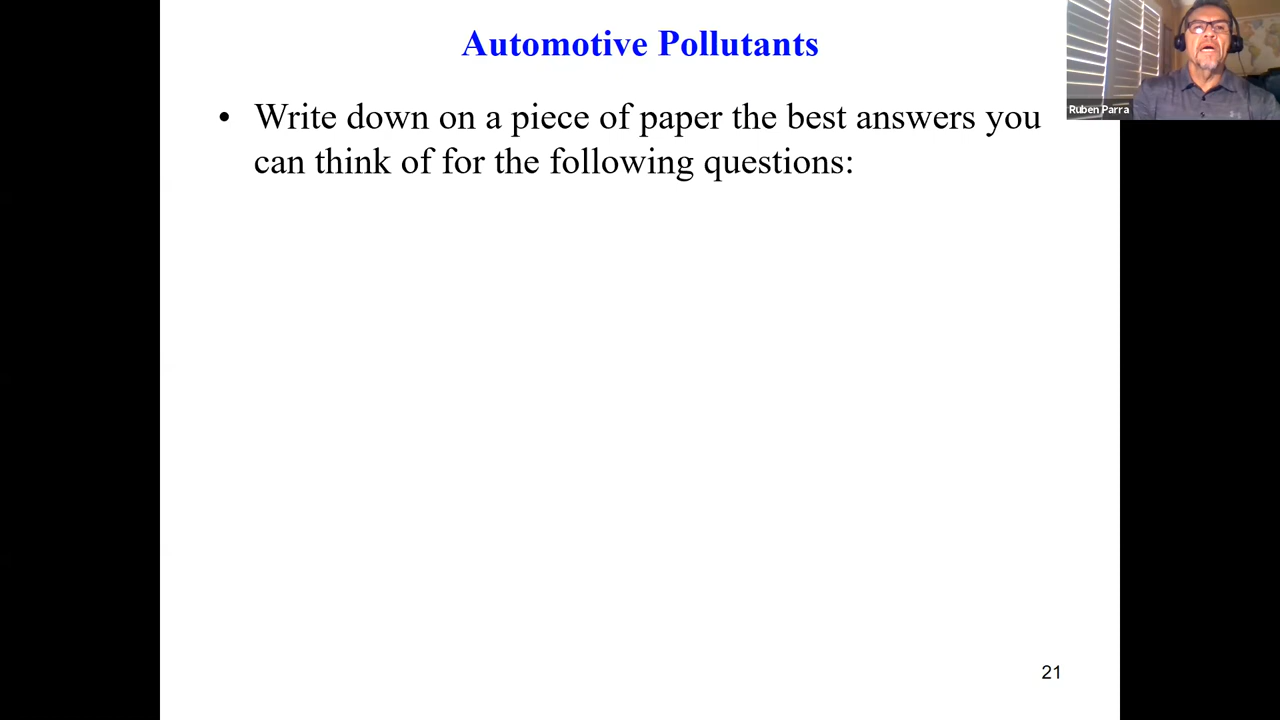 Automotive Pollutants
Ruben Parra
• Write down on a piece of paper the best answers you
can think of for the following questions:
21